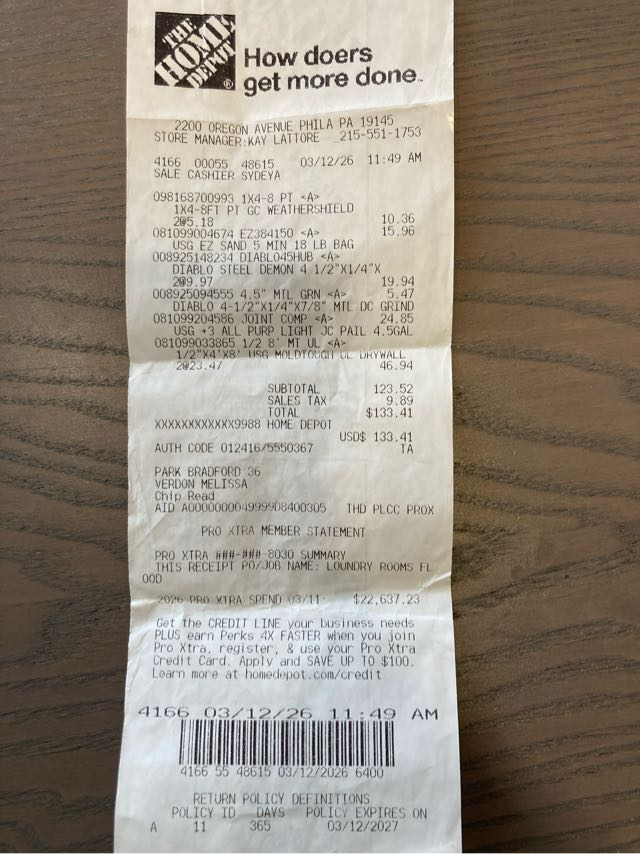 THE
HOME
DEPOT
®
How doers
get more done™
2200 OREGON AVENUE PHILA PA 19145
STORE MANAGER:KAY LATTORE 215-551-1753
4166 00055 48615 03/12/26 11:49 AM
SALE CASHIER SYDEYA
098168700993 1X4-8 PT <A>
1X4-8FT PT GC WEATHERSHIELD
2@5.18 10.36
081099004674 EZ384150 <A> 15.96
USG EZ SAND 5 MIN 18 LB BAG
008925148234 DIABLO45HUB <A>
DIABLO STEEL DEMON 4 1/2"X1/4"X
2@9.97 19.94
008925094555 4.5" MTL GRN <A> 5.47
DIABLO 4-1/2"X1/4"X7/8" MTL DC GRIND
081099204586 JOINT COMP <A> 24.85
USG +3 ALL PURP LIGHT JC PAIL 4.5GAL
081099033865 1/2 8' MT UL <A>
1/2"X4'X8' USG MOLDTOUGH UL DRYWALL
2@23.47 46.94
SUBTOTAL 123.52
SALES TAX 9.89
TOTAL $133.41
XXXXXXXXXXXX9988 HOME DEPOT
USD$ 133.41
AUTH CODE 012416/5550367 TA
PARK BRADFORD 36
VERDON MELISSA
Chip Read
AID A0000000049999D8400305 THD PLCC PROX
PRO XTRA MEMBER STATEMENT
PRO XTRA ###-###-8030 SUMMARY
THIS RECEIPT PO/JOB NAME: LOUNDRY ROOMS FL
OOD
2026 PRO XTRA SPEND 03/11: $22,637.23
Get the CREDIT LINE your business needs
PLUS earn Perks 4X FASTER when you join
Pro Xtra, register, & use your Pro Xtra
Credit Card. Apply and SAVE UP TO $100.
Learn more at homedepot.com/credit
4166 03/12/26 11:49 AM
4166 55 48615 03/12/2026 6400
RETURN POLICY DEFINITIONS
POLICY ID DAYS POLICY EXPIRES ON
A 11 365 03/12/2027